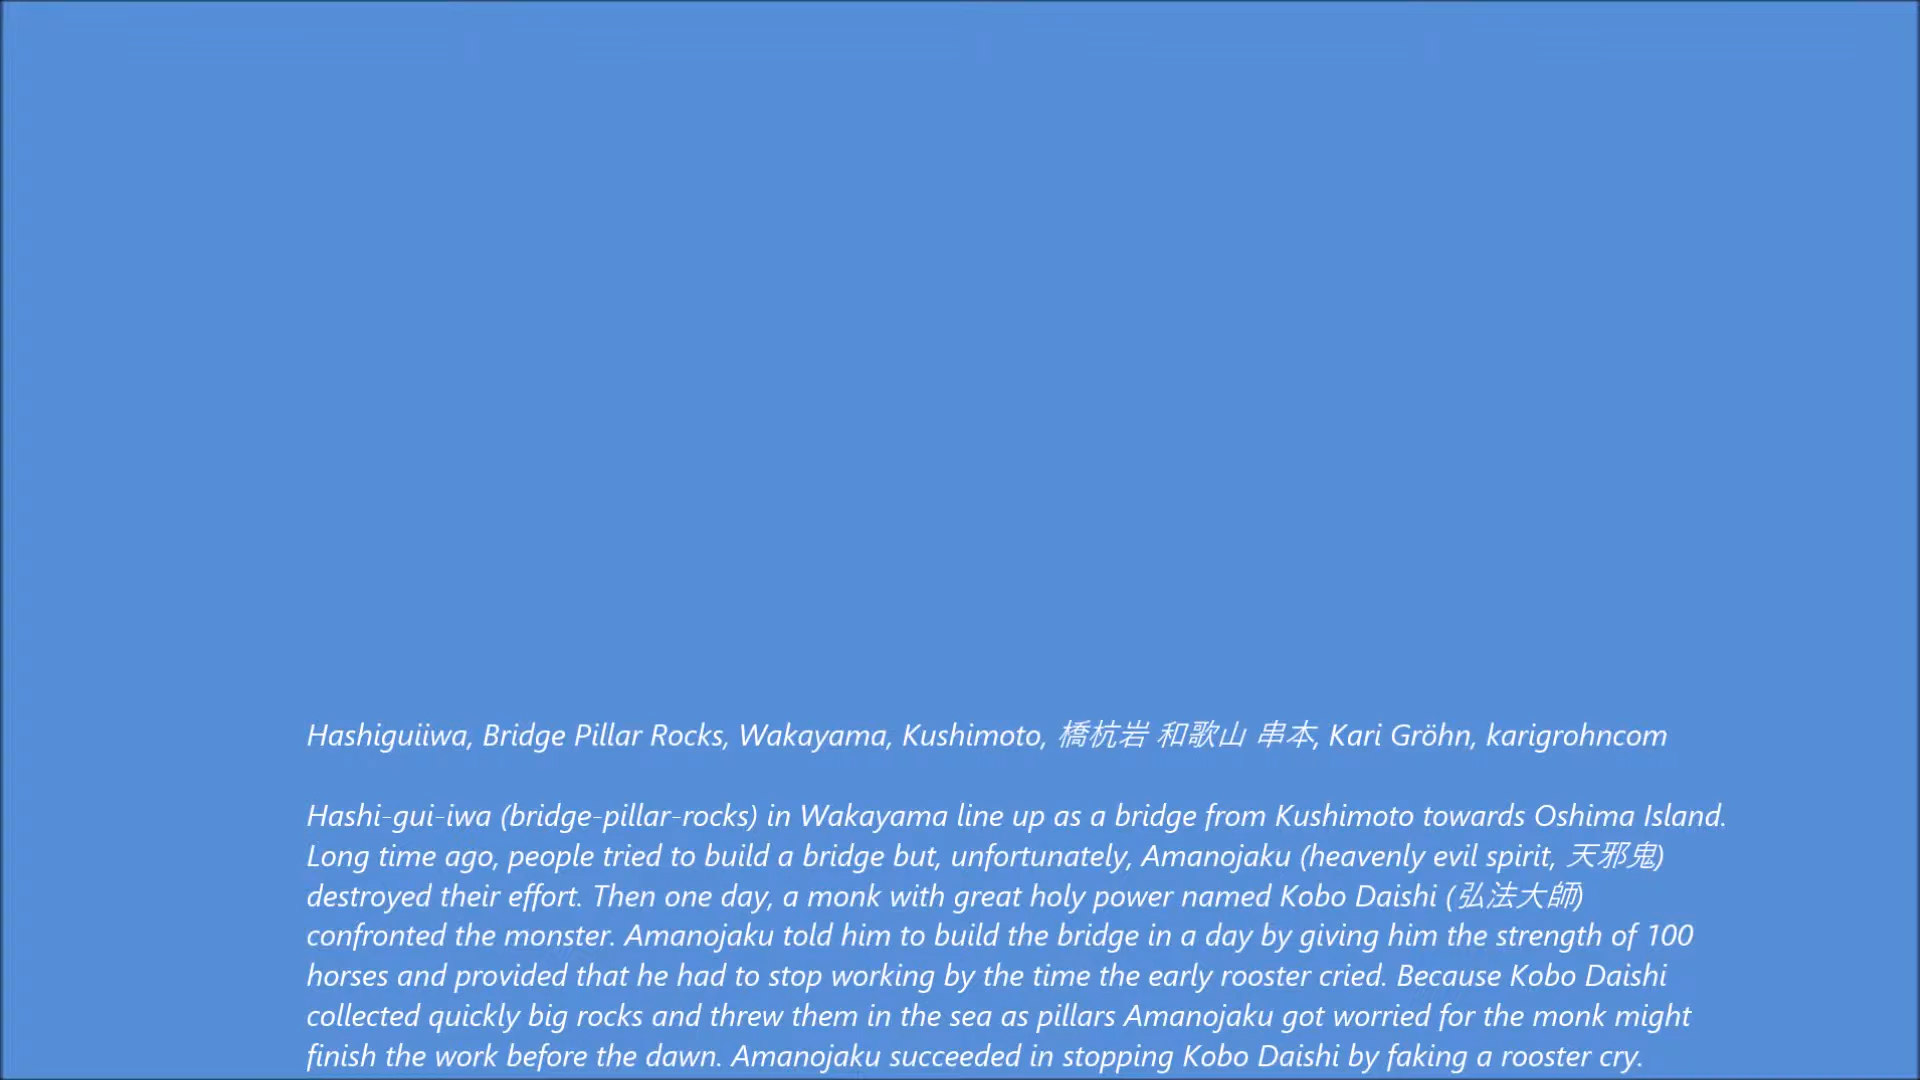 Hashiguiiwa, Bridge Pillar Rocks, Wakayama, Kushimoto, 橋杭岩 和歌山 串本, Kari Gröhn, karigrohncom
Hashi-gui-iwa (bridge-pillar-rocks) in Wakayama line up as a bridge from Kushimoto towards Oshima Island.
Long time ago, people tried to build a bridge but, unfortunately, Amanojaku (heavenly evil spirit, 天邪鬼)
destroyed their effort. Then one day, a monk with great holy power named Kobo Daishi (弘法大師)
confronted the monster. Amanojaku told him to build the bridge in a day by giving him the strength of 100
horses and provided that he had to stop working by the time the early rooster cried. Because Kobo Daishi
collected quickly big rocks and threw them in the sea as pillars Amanojaku got worried for the monk might
finish the work before the dawn. Amanojaku succeeded in stopping Kobo Daishi by faking a rooster cry.